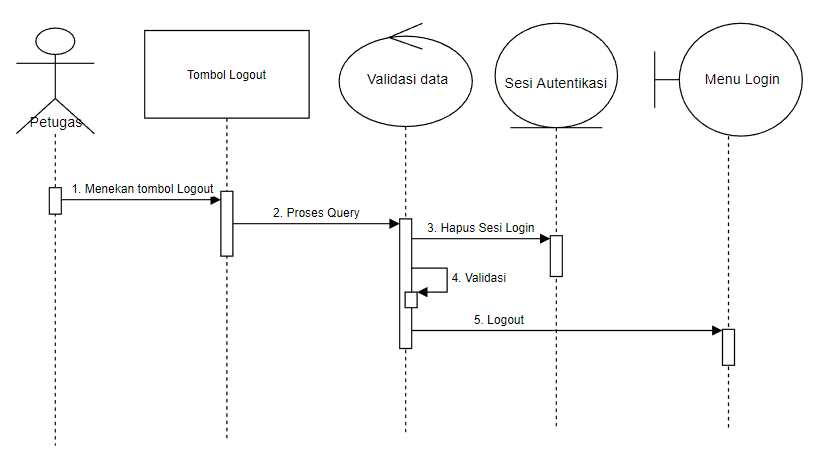 Petugas
Tombol Logout
Validasi data
Sesi Autentikasi
Menu Login
1. Menekan tombol Logout
2. Proses Query
3. Hapus Sesi Login
4. Validasi
5. Logout